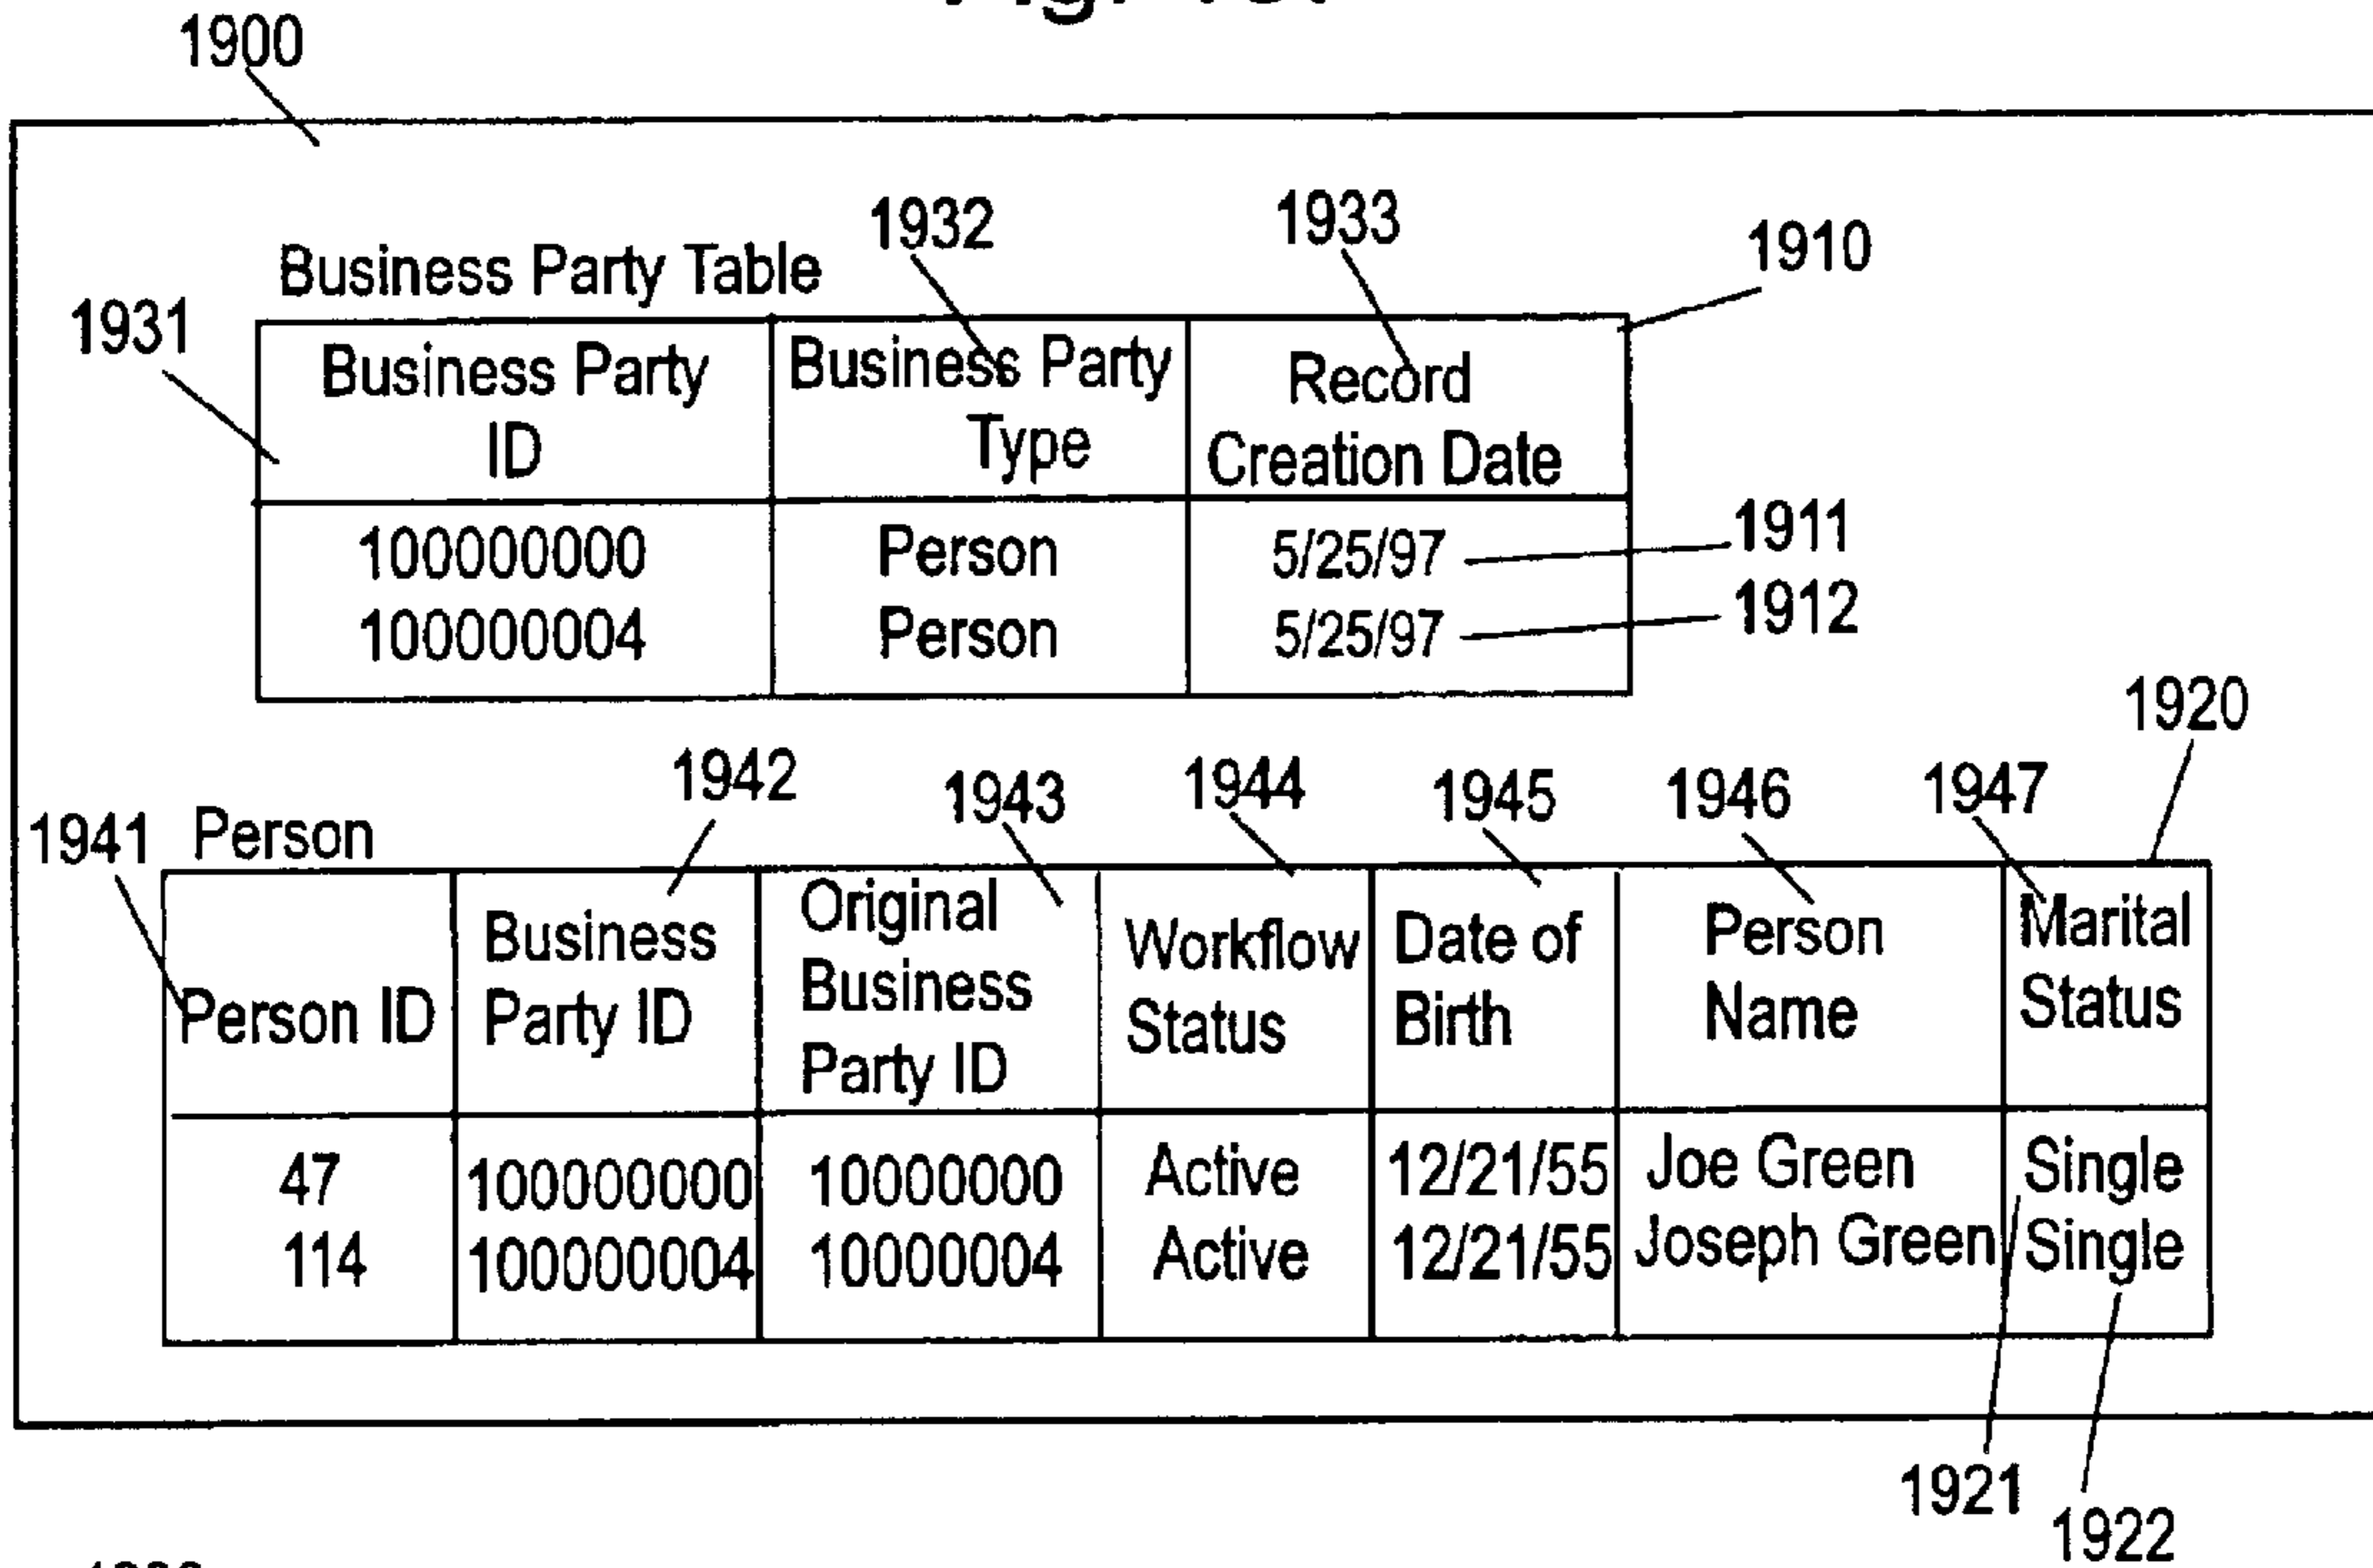 1900
1932
1933
1910
Business Party Table
1931
Business Party ID
Business Party Type
Record Creation Date
100000000 Person 5/25/97 1911
100000004 Person 5/25/97 1912
1920
1942
1943
1944
1945
1946
1947
1941 Person
Person ID
Business Party ID
Original Business Party ID
Workflow Status
Date of Birth
Person Name
Marital Status
47 100000000 10000000 Active 12/21/55 Joe Green Single
114 100000004 10000004 Active 12/21/55 Joseph Green Single
1921
1922